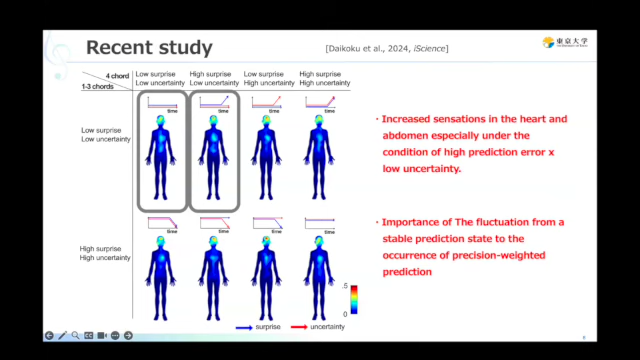 Recent study
[Daikoku et al., 2024, iScience]
東京大学
4 chord
1-3 chords
Low surprise
Low uncertainty
High surprise
Low uncertainty
Low surprise
High uncertainty
High surprise
High uncertainty
time
time
time
time
Low surprise
Low uncertainty
・Increased sensations in the heart and
abdomen especially under the
condition of high prediction error x
low uncertainty.
・Importance of The fluctuation from a
stable prediction state to the
occurrence of precision-weighted
prediction
time
time
time
time
High surprise
High uncertainty
.5
0
surprise
uncertainty